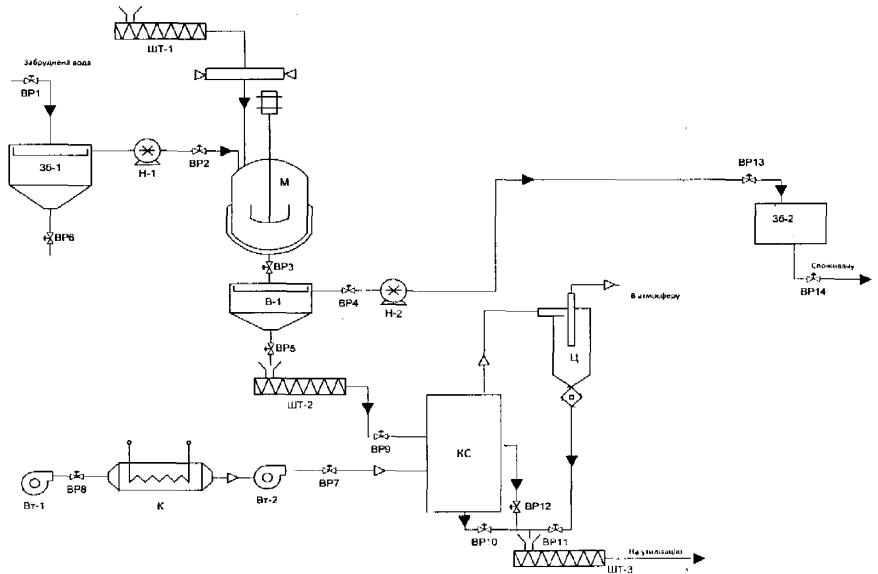 ШТ-1
Забруднена вода
ВР1
Зб-1
Н-1
ВР2
М
ВР6
ВР3
В-1
ВР4
Н-2
ВР5
ШТ-2
ВР13
Зб-2
Споживачу
ВР14
В атмосферу
Ц
ВР9
КС
Вт-1
ВР8
К
Вт-2
ВР7
ВР12
ВР10
ВР11
На утилізацію
ШТ-3